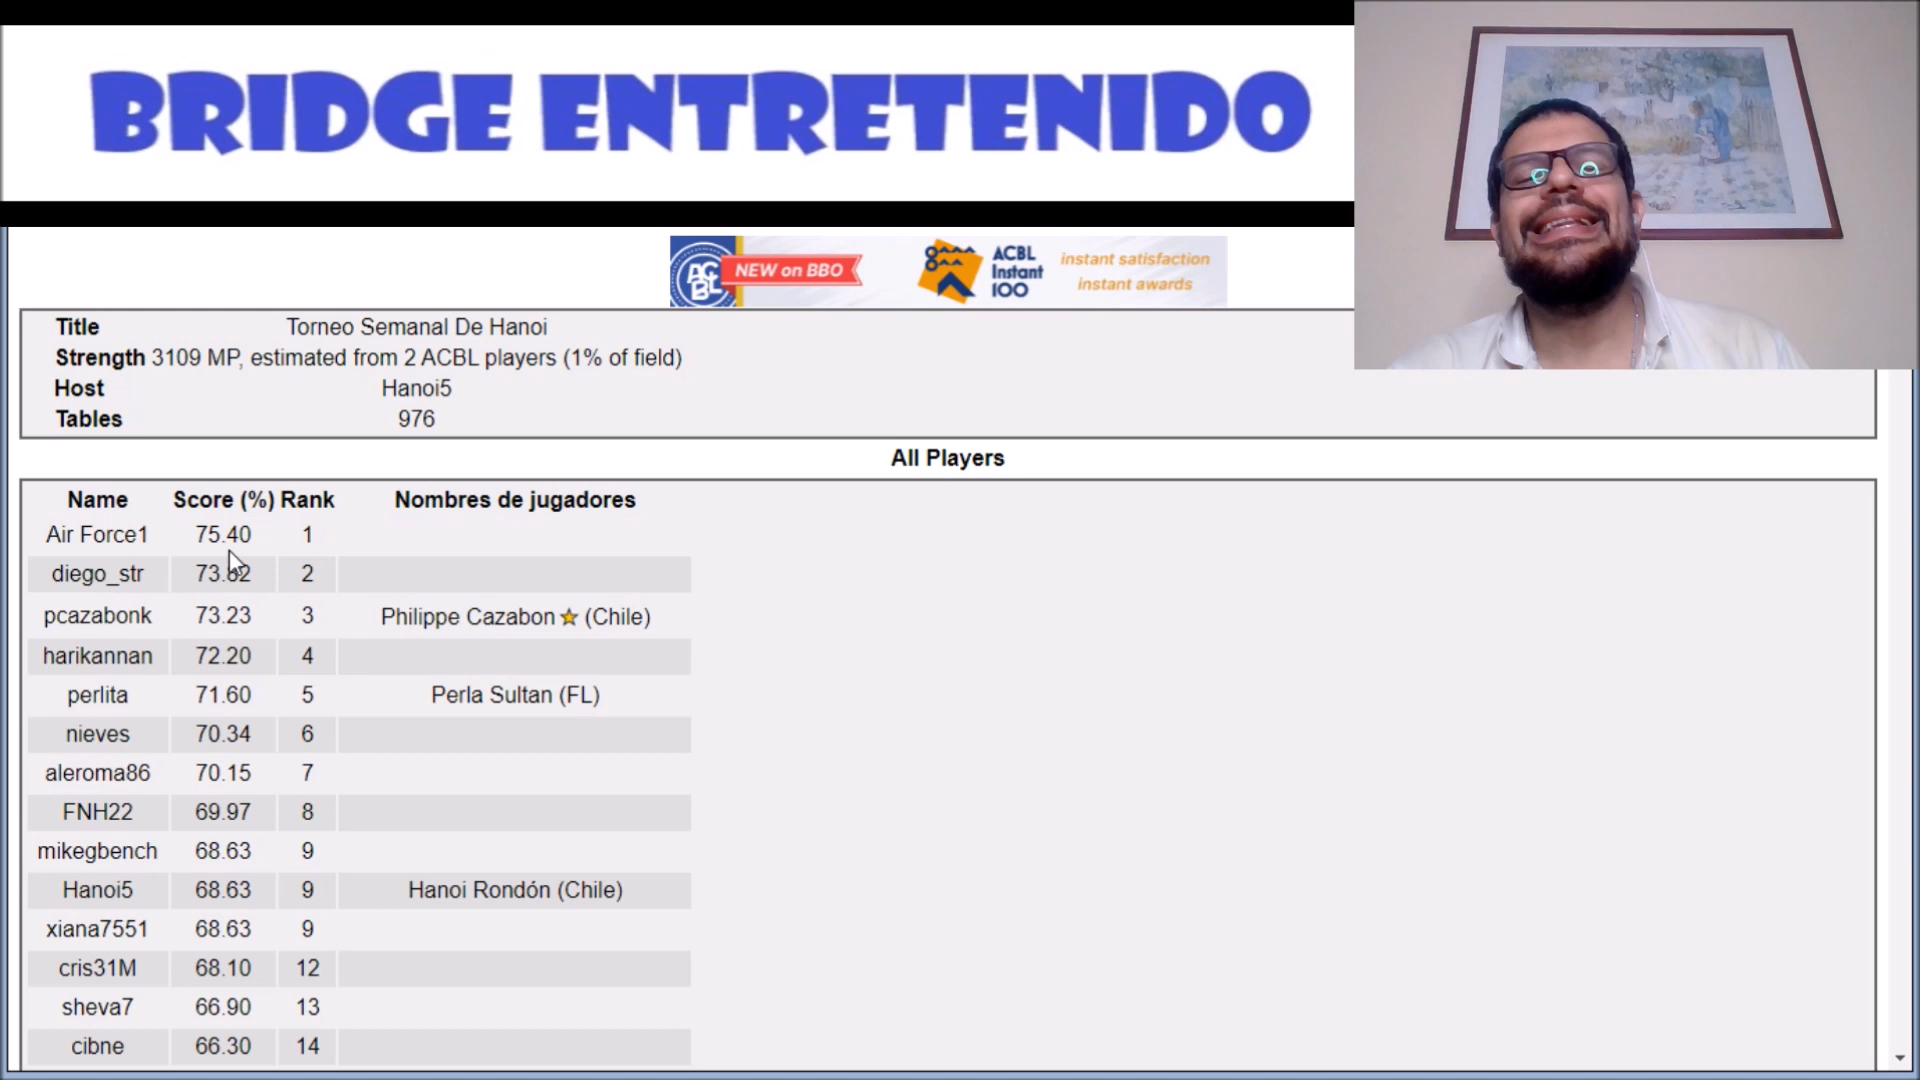 BRIDGE ENTRETENIDO
ACBL
NEW on BBO
ACBL
Instant
100
instant satisfaction
instant awards
Title Torneo Semanal De Hanoi
Strength 3109 MP, estimated from 2 ACBL players (1% of field)
Host Hanoi5
Tables 976
All Players
Name Score (%) Rank Nombres de jugadores
Air Force1 75.40 1
diego_str 2
pcazabonk 73.23 3 Philippe Cazabon (Chile)
harikannan 72.20 4
perlita 71.60 5 Perla Sultan (FL)
nieves 70.34 6
aleroma86 70.15 7
FNH22 69.97 8
mikegbench 68.63 9
Hanoi5 68.63 9 Hanoi Rondón (Chile)
xiana7551 68.63 9
cris31M 68.10 12
sheva7 66.90 13
cibne 66.30 14